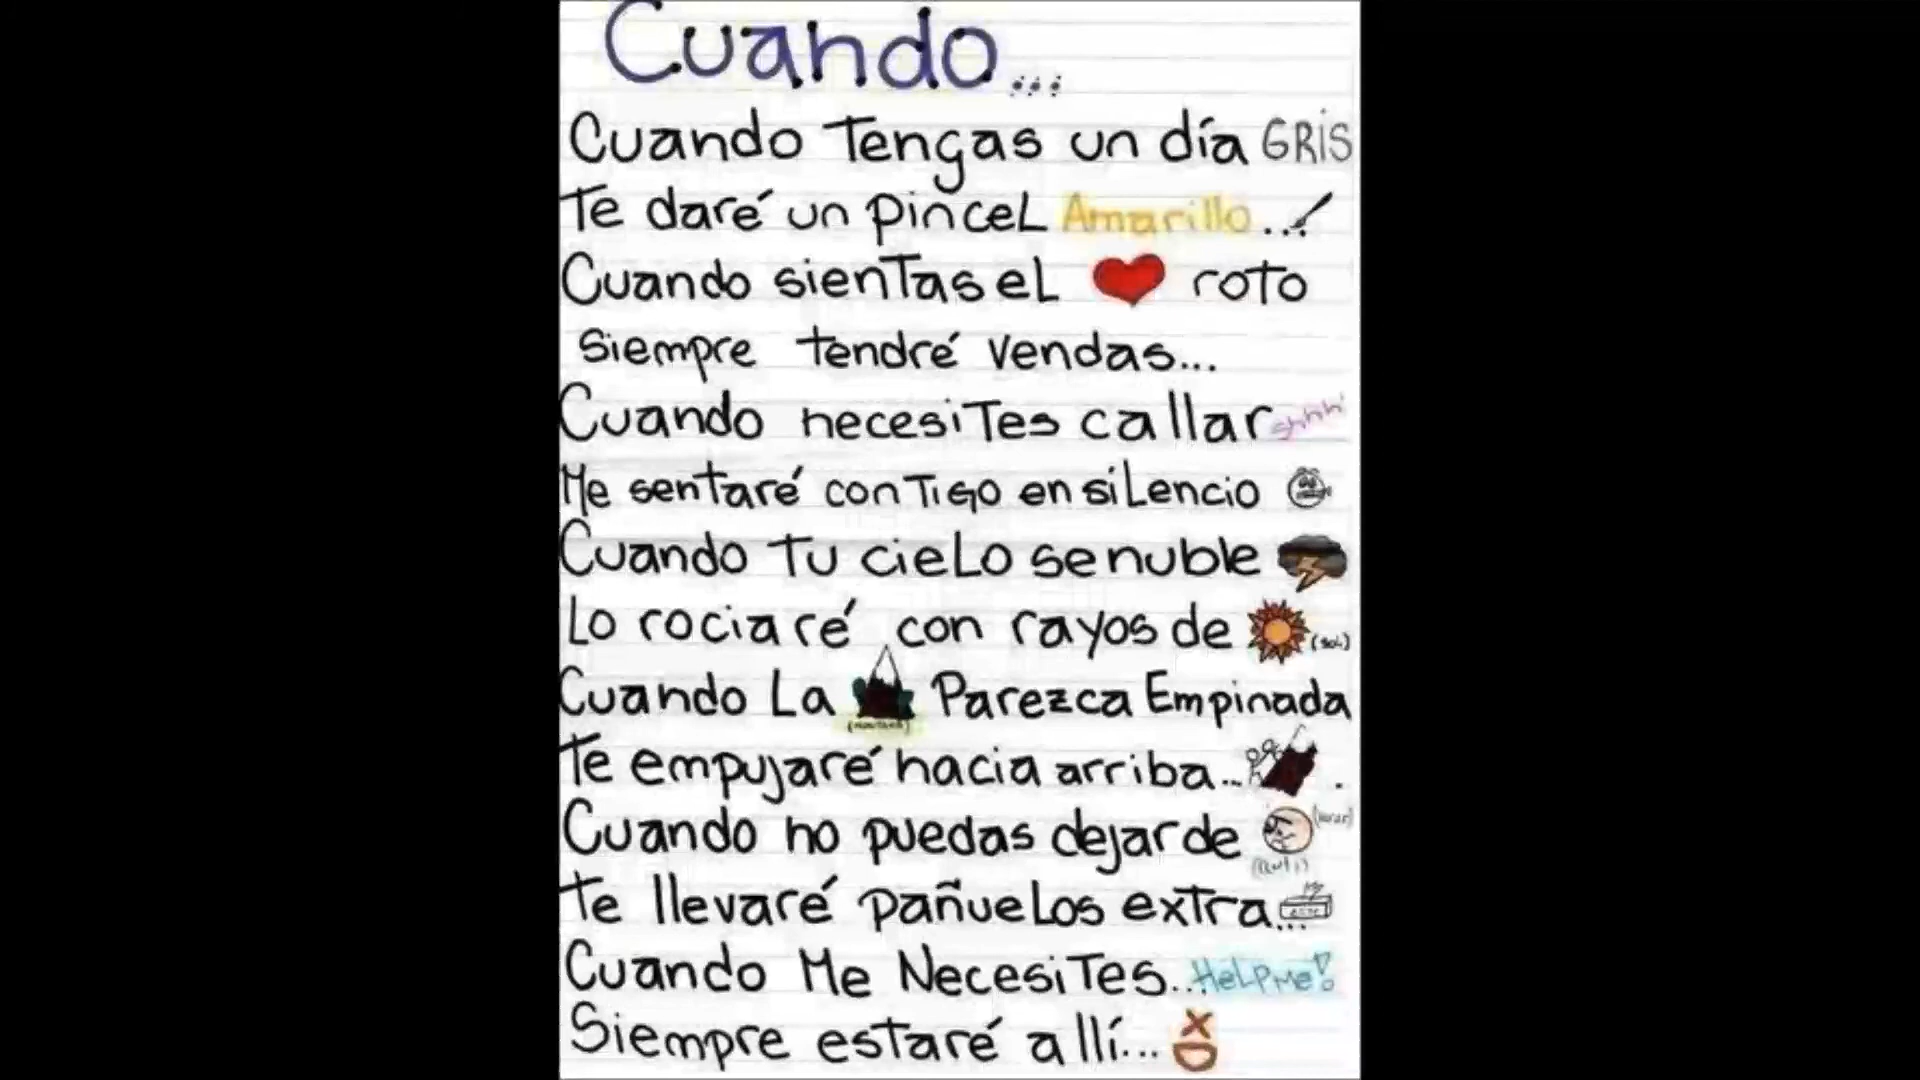 Cuando...
Cuando Tengas un día GRiS
Te daré un pinceL Amarillo...
Cuando sienTas eL roTo
Siempre tendré vendas...
Cuando necesiTes callar shhhh
Me sentaré conTiGo en siLencio
Cuando Tu cieLo se nuble
Lo rociaré con rayos de (soL)
Cuando La (montaña) Parezca Empinada
Te empujaré hacia arriba...
Cuando no puedas dejar de (llorar)
Te llevaré pañueLos exTra...
Cuando Me NecesiTes...HeLP Me!
Siempre estaré allí...